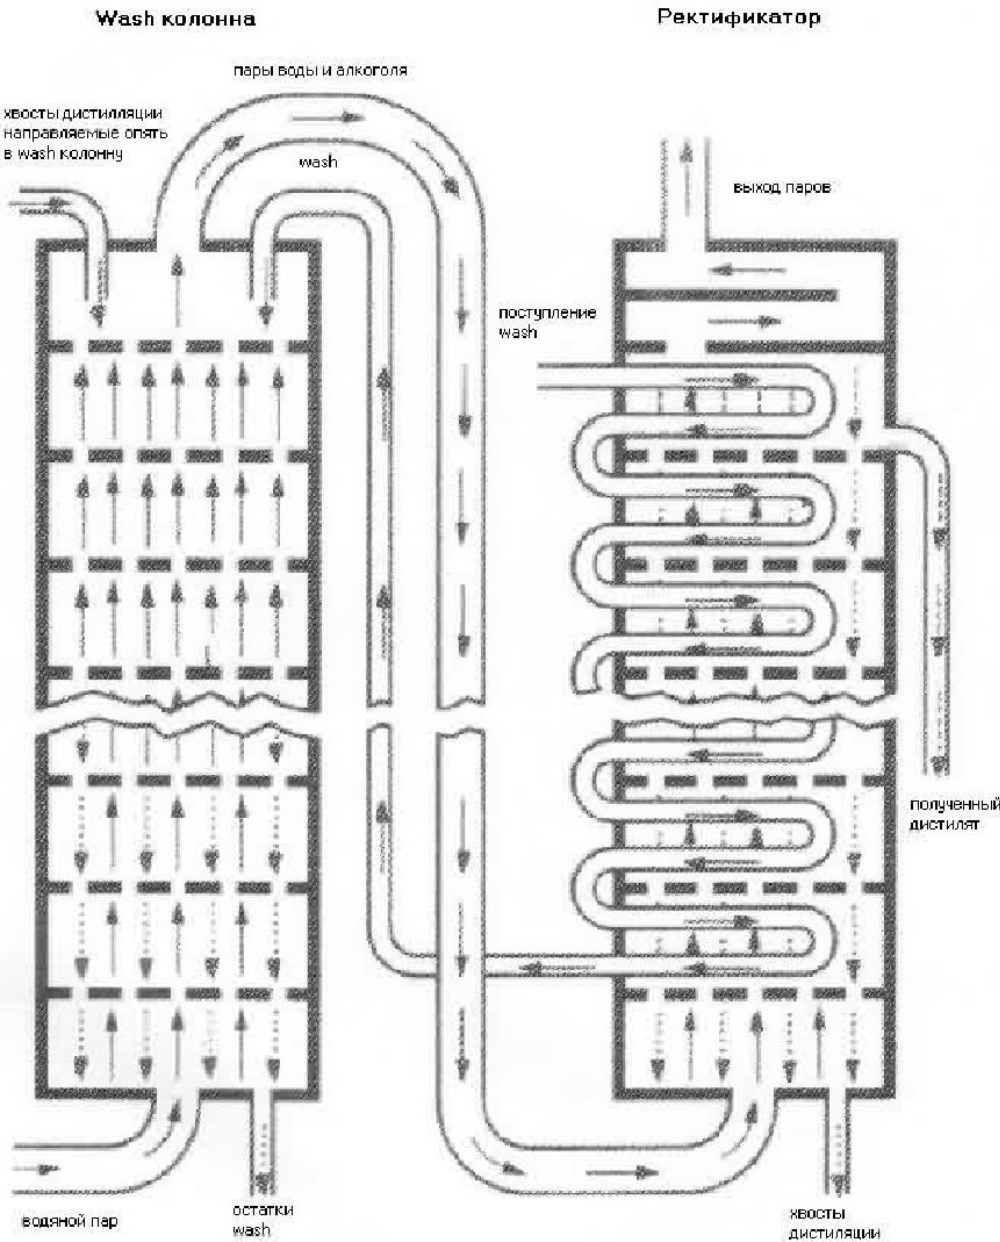 Wash колонна
Ректификатор
пары воды и алкоголя
хвосты дистилляции
направляемые опять
в wash колонну
wash
выход паров
поступление
wash
полученный
дистилят
водяной пар
остатки
wash
хвосты
дистиляции